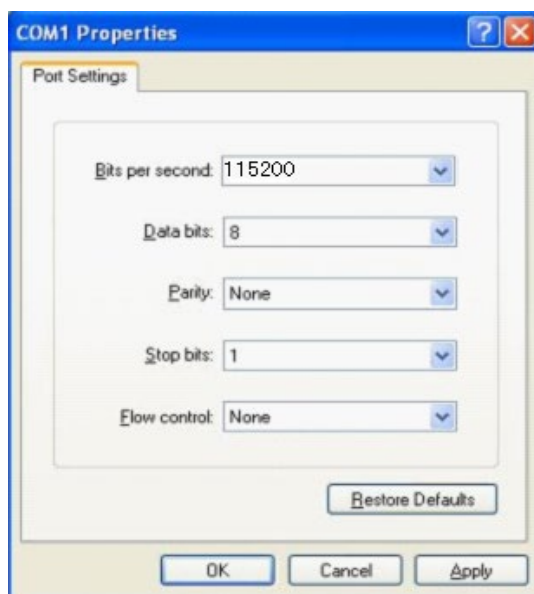 COM1 Properties
Port Settings
Bits per second: 115200
Data bits: 8
Parity: None
Stop bits: 1
Flow control: None
Restore Defaults
OK Cancel Apply